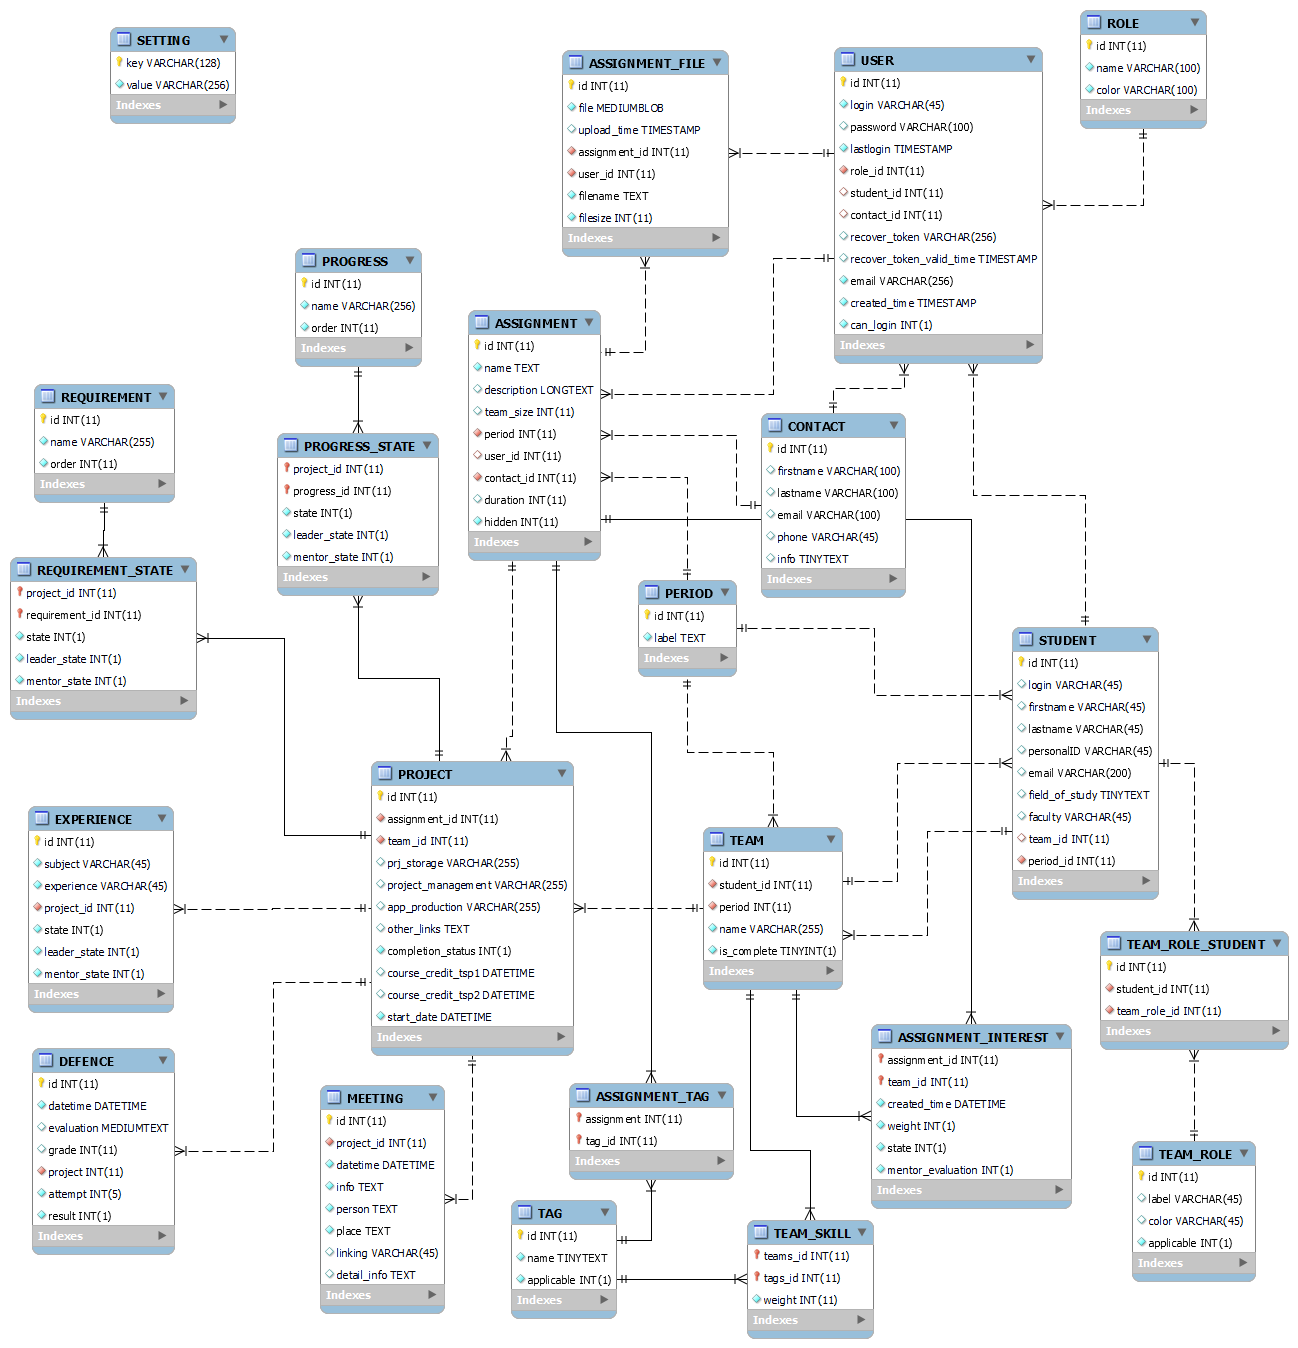 SETTING
key VARCHAR(128)
value VARCHAR(256)
Indexes
ASSIGNMENT_FILE
id INT(11)
file MEDIUMBLOB
upload_time TIMESTAMP
assignment_id INT(11)
user_id INT(11)
filename TEXT
filesize INT(11)
Indexes
USER
id INT(11)
login VARCHAR(45)
password VARCHAR(100)
lastlogin TIMESTAMP
role_id INT(11)
student_id INT(11)
contact_id INT(11)
recover_token VARCHAR(256)
recover_token_valid_time TIMESTAMP
email VARCHAR(256)
created_time TIMESTAMP
can_login INT(1)
Indexes
ROLE
id INT(11)
name VARCHAR(100)
color VARCHAR(100)
Indexes
PROGRESS
id INT(11)
name VARCHAR(256)
order INT(11)
Indexes
ASSIGNMENT
id INT(11)
name TEXT
description LONGTEXT
team_size INT(11)
period INT(11)
user_id INT(11)
contact_id INT(11)
duration INT(11)
hidden INT(11)
Indexes
REQUIREMENT
id INT(11)
name VARCHAR(255)
order INT(11)
Indexes
PROGRESS_STATE
project_id INT(11)
progress_id INT(11)
state INT(1)
leader_state INT(1)
mentor_state INT(1)
Indexes
CONTACT
id INT(11)
firstname VARCHAR(100)
lastname VARCHAR(100)
email VARCHAR(100)
phone VARCHAR(45)
info TINYTEXT
Indexes
REQUIREMENT_STATE
project_id INT(11)
requirement_id INT(11)
state INT(1)
leader_state INT(1)
mentor_state INT(1)
Indexes
PERIOD
id INT(11)
label TEXT
Indexes
STUDENT
id INT(11)
login VARCHAR(45)
firstname VARCHAR(45)
lastname VARCHAR(45)
personalID VARCHAR(45)
email VARCHAR(200)
field_of_study TINYTEXT
faculty VARCHAR(45)
team_id INT(11)
period_id INT(11)
Indexes
PROJECT
id INT(11)
assignment_id INT(11)
team_id INT(11)
prj_storage VARCHAR(255)
project_management VARCHAR(255)
app_production VARCHAR(255)
other_links TEXT
completion_status INT(1)
course_credit_tsp1 DATETIME
course_credit_tsp2 DATETIME
start_date DATETIME
Indexes
EXPERIENCE
id INT(11)
subject VARCHAR(45)
experience VARCHAR(45)
project_id INT(11)
state INT(1)
leader_state INT(1)
mentor_state INT(1)
Indexes
TEAM
id INT(11)
student_id INT(11)
period INT(11)
name VARCHAR(255)
is_complete TINYINT(1)
Indexes
TEAM_ROLE_STUDENT
id INT(11)
student_id INT(11)
team_role_id INT(11)
Indexes
DEFENCE
id INT(11)
datetime DATETIME
evaluation MEDIUMTEXT
grade INT(11)
project INT(11)
attempt INT(5)
result INT(1)
Indexes
MEETING
id INT(11)
project_id INT(11)
datetime DATETIME
info TEXT
person TEXT
place TEXT
linking VARCHAR(45)
detail_info TEXT
Indexes
ASSIGNMENT_TAG
assignment INT(11)
tag_id INT(11)
Indexes
ASSIGNMENT_INTEREST
assignment_id INT(11)
team_id INT(11)
created_time DATETIME
weight INT(1)
state INT(1)
mentor_evaluation INT(1)
Indexes
TEAM_ROLE
id INT(11)
label VARCHAR(45)
color VARCHAR(45)
applicable INT(1)
Indexes
TAG
id INT(11)
name TINYTEXT
applicable INT(1)
Indexes
TEAM_SKILL
teams_id INT(11)
tags_id INT(11)
weight INT(11)
Indexes